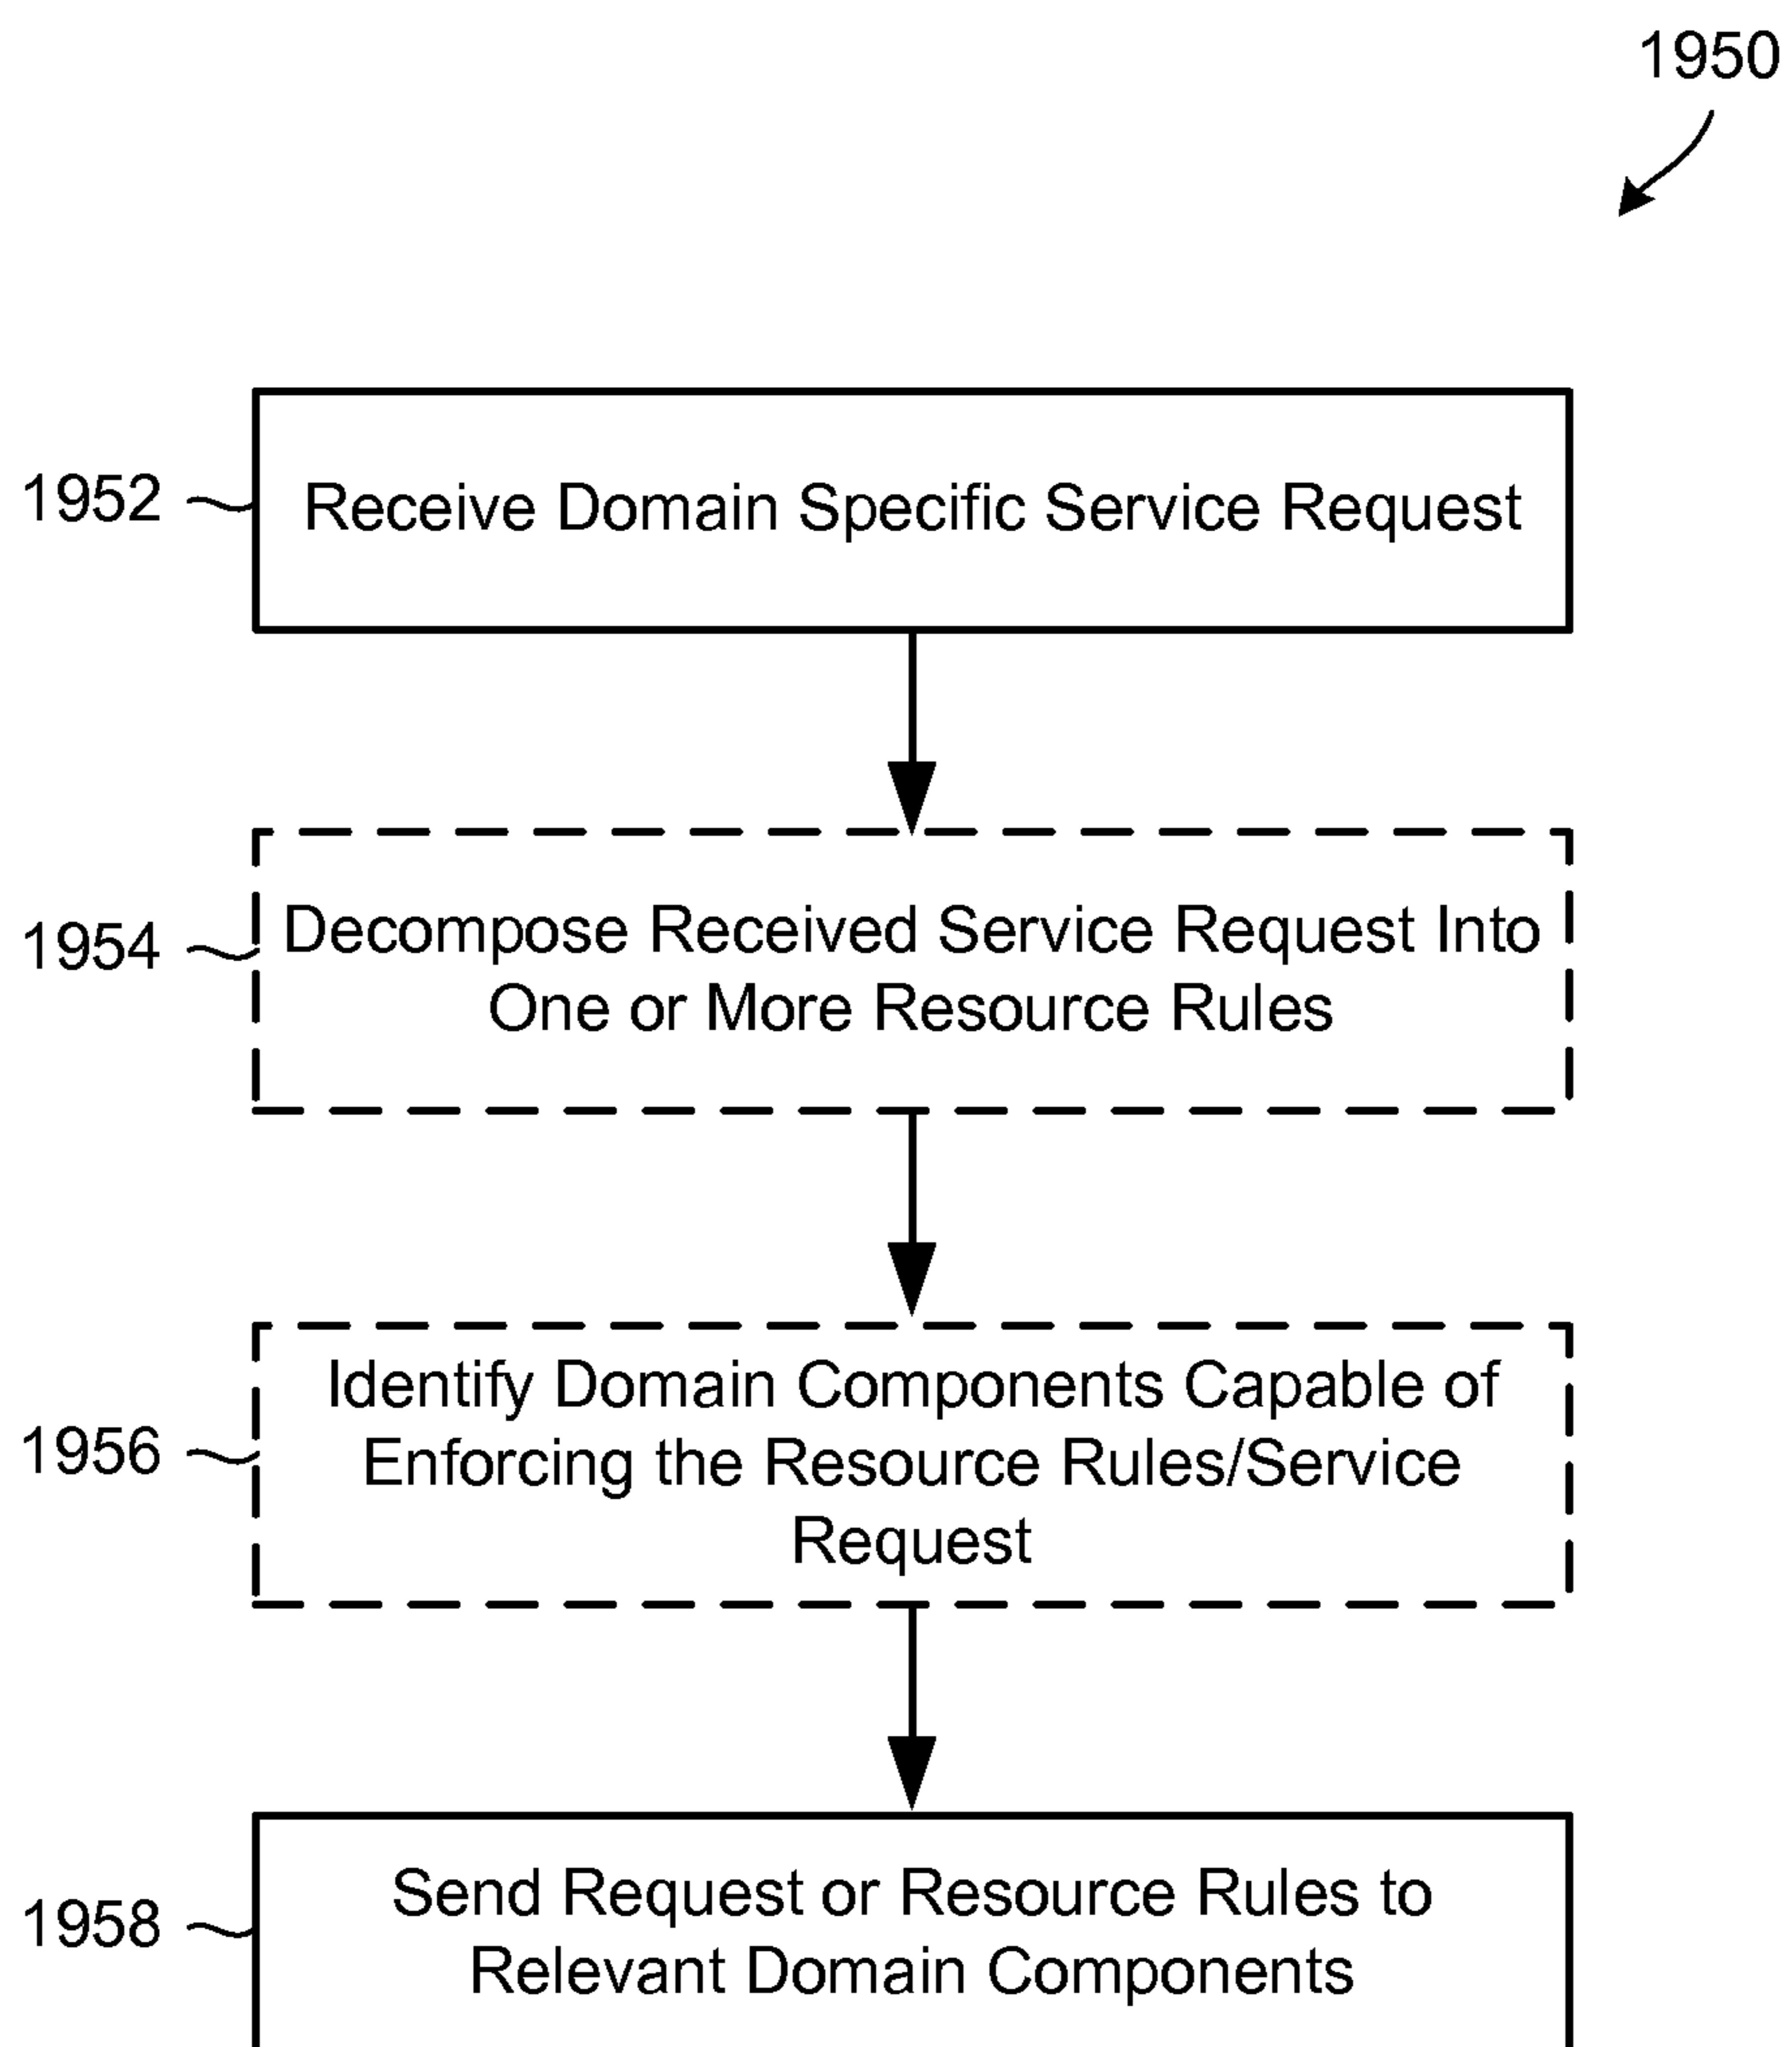 1950
1952
Receive Domain Specific Service Request
1954
Decompose Received Service Request Into
One or More Resource Rules
1956
Identify Domain Components Capable of
Enforcing the Resource Rules/Service
Request
1958
Send Request or Resource Rules to
Relevant Domain Components